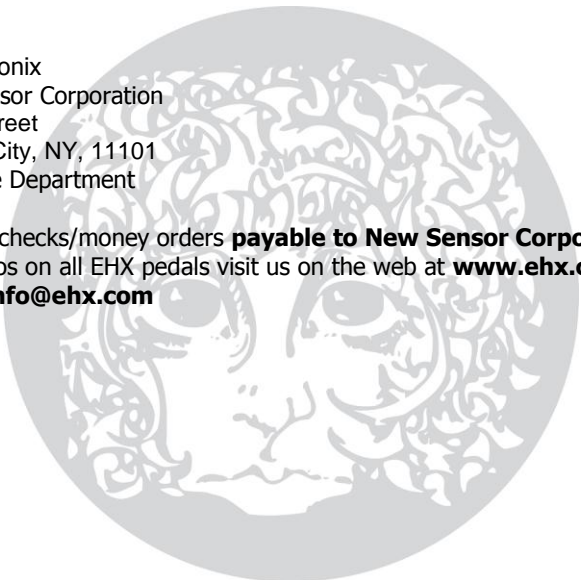 onix
sor Corporation
reet
City, NY, 11101
e Department
checks/money orders payable to New Sensor Corpo
os on all EHX pedals visit us on the web at www.ehx.c
nfo@ehx.com